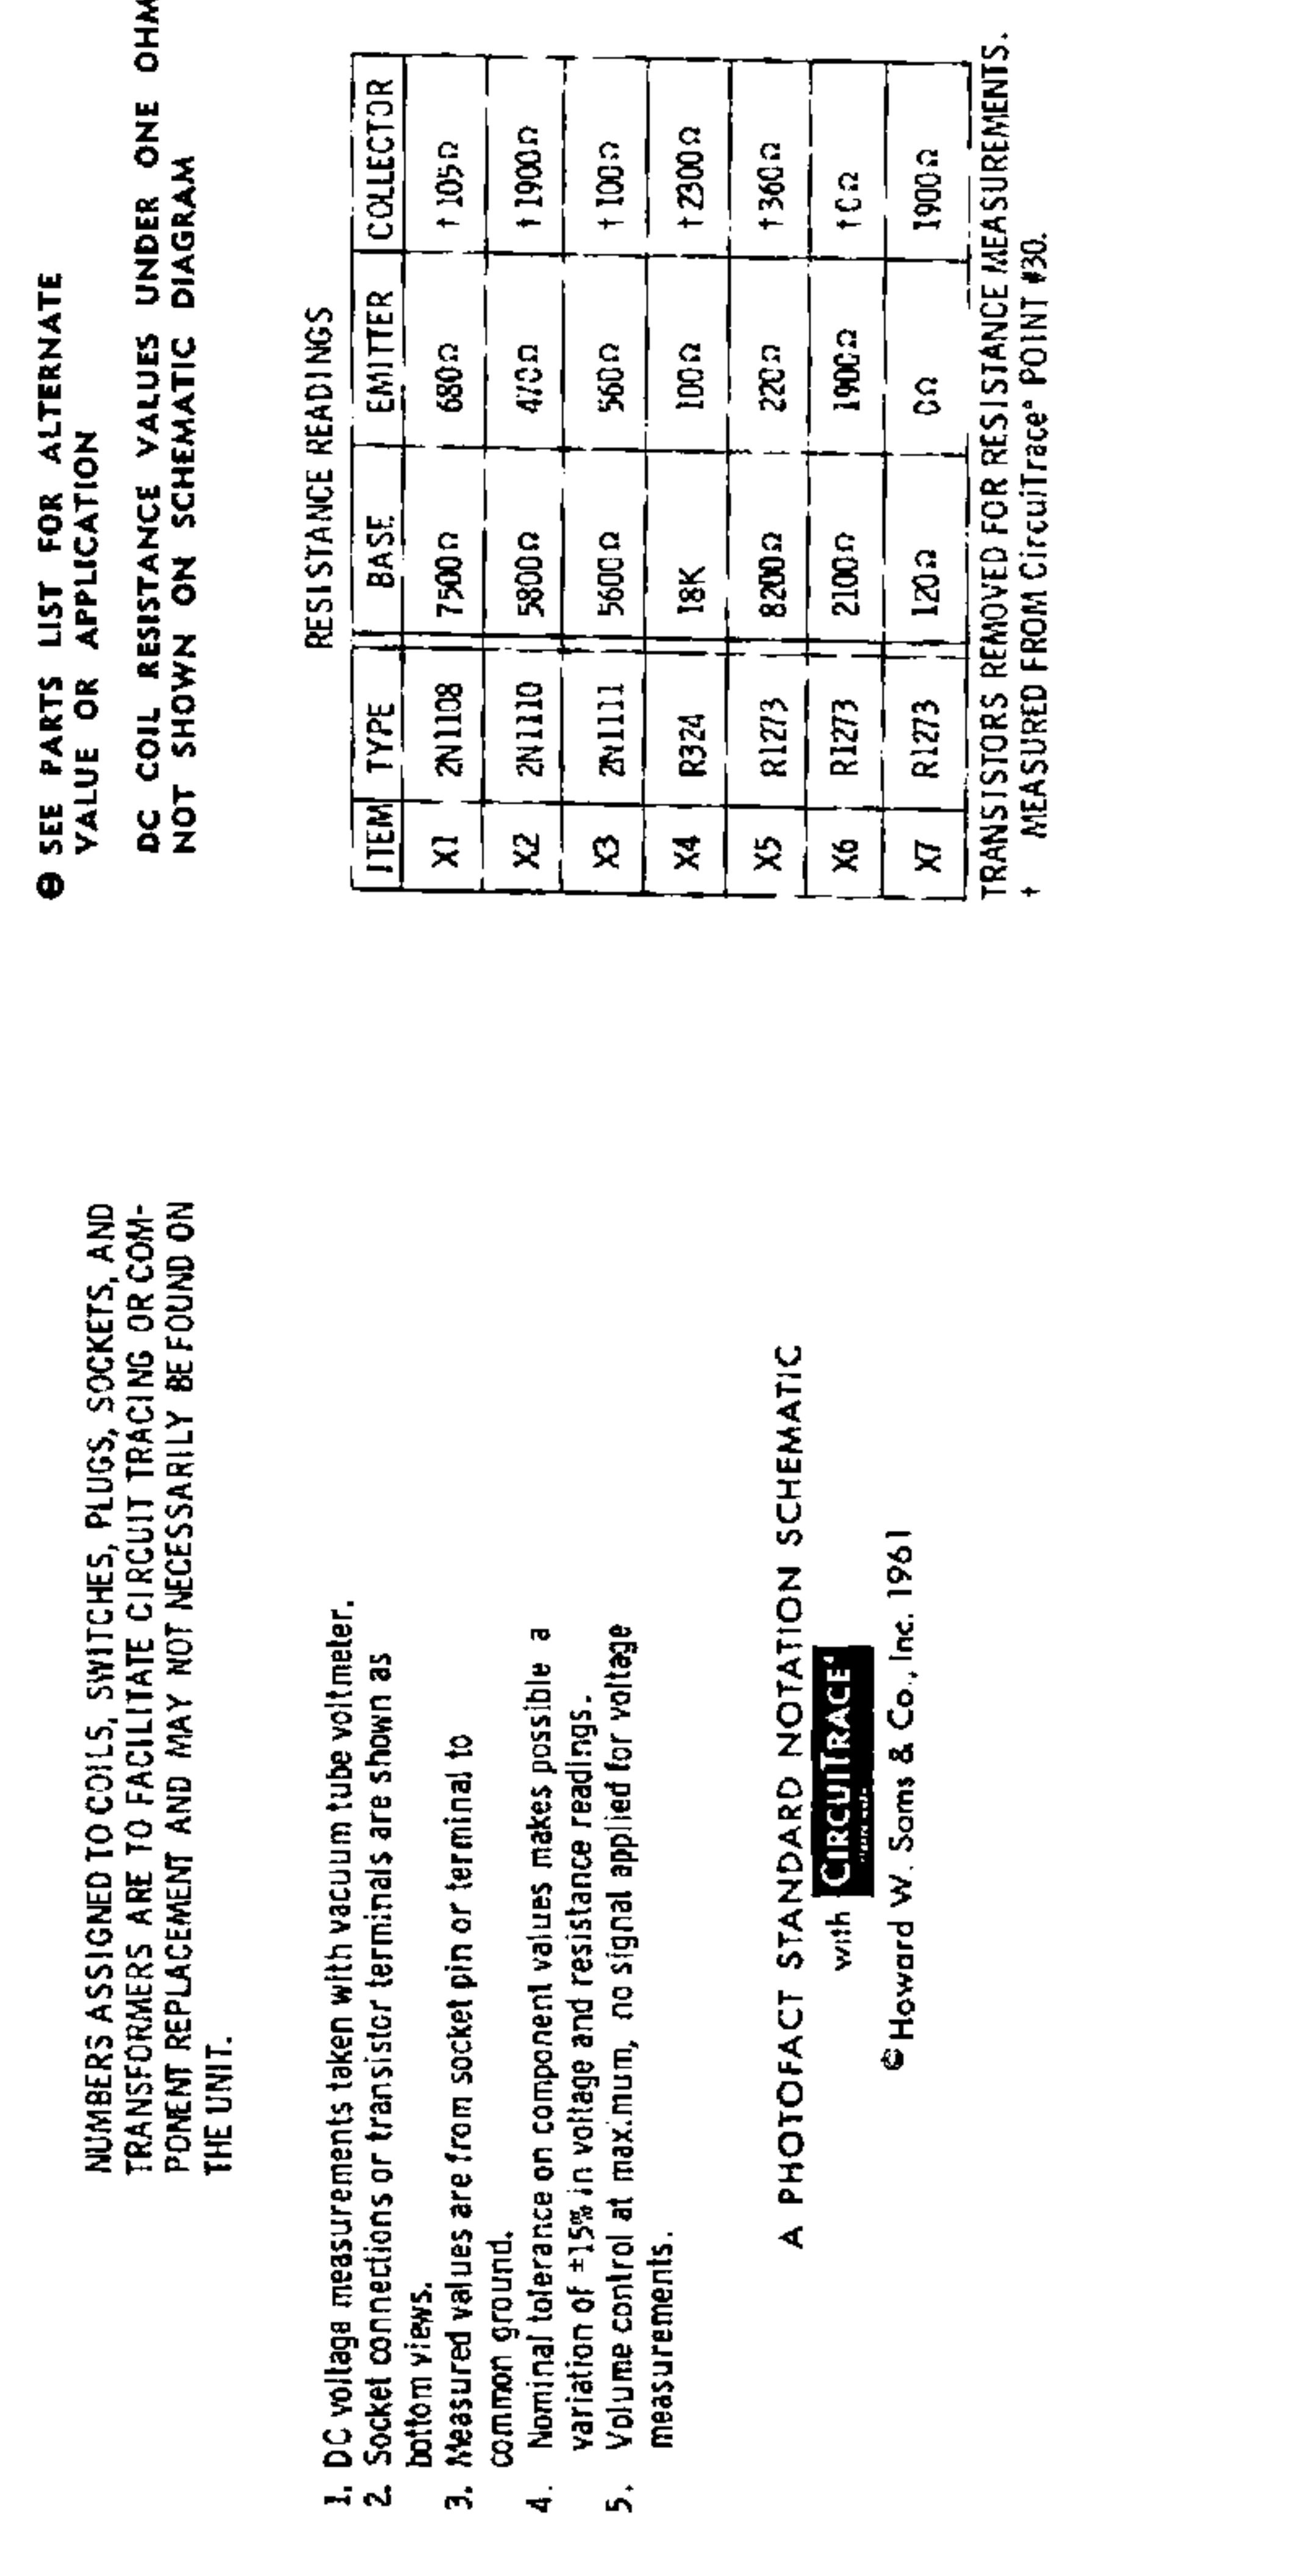 NUMBERS ASSIGNED TO COILS, SWITCHES, PLUGS, SOCKETS, AND
TRANSFORMERS ARE TO FACILITATE CIRCUIT TRACING OR COM-
PONENT REPLACEMENT AND MAY NOT NECESSARILY BE FOUND ON
THE UNIT.
1. DC voltage measurements taken with vacuum tube voltmeter.
2. Socket connections or transistor terminals are shown as
bottom views.
3. Measured values are from socket pin or terminal to
common ground.
4. Nominal tolerance on component values makes possible a
variation of ±15% in voltage and resistance readings.
5. Volume control at maximum, no signal applied for voltage
measurements.
A PHOTOFACT STANDARD NOTATION SCHEMATIC
with CIRCUITRACE
© Howard W. Sams & Co., Inc. 1961
⊖ SEE PARTS LIST FOR ALTERNATE
VALUE OR APPLICATION
DC COIL RESISTANCE VALUES UNDER ONE OHM
NOT SHOWN ON SCHEMATIC DIAGRAM
RESISTANCE READINGS
ITEM TYPE BASE EMITTER COLLECTOR
X1 2N1108 7500Ω 680Ω †105Ω
X2 2N1110 5800Ω 470Ω †1900Ω
X3 2N1111 5600Ω 560Ω †100Ω
X4 R324 18K 100Ω †2300Ω
X5 R1273 8200Ω 220Ω †360Ω
X6 R1273 2100Ω 1900Ω †0Ω
X7 R1273 120Ω 0Ω 1900Ω
TRANSISTORS REMOVED FOR RESISTANCE MEASUREMENTS.
† MEASURED FROM CircuiTrace® POINT #30.